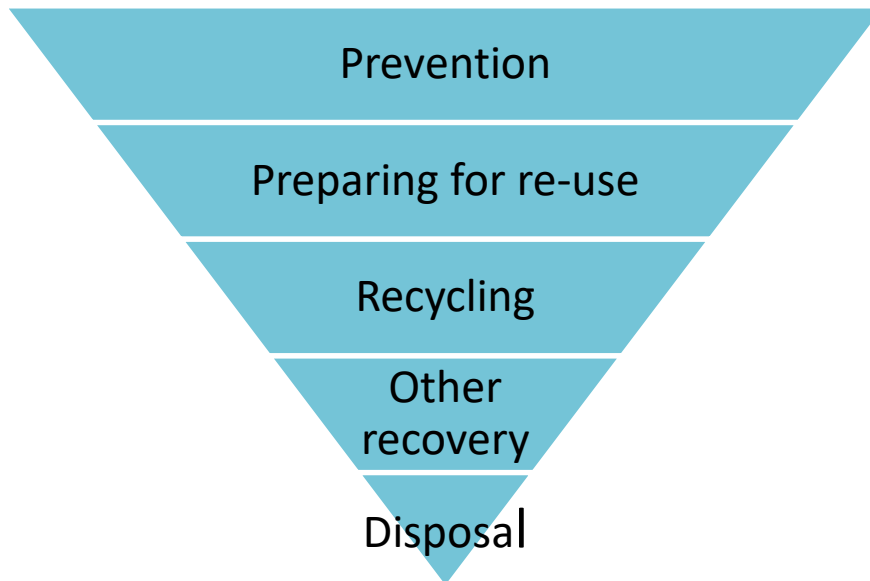 Prevention
Preparing for re-use
Recycling
Other
recovery
Disposal